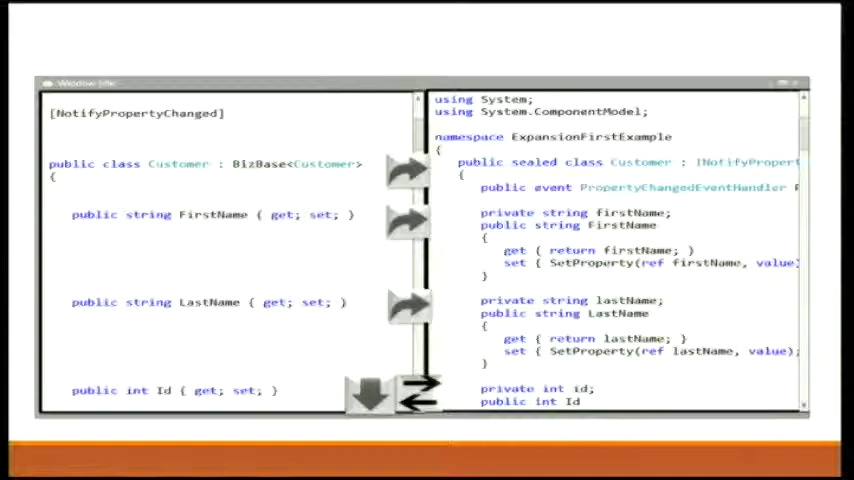 Window Title
[NotifyPropertyChanged]
public class Customer : BizBase<Customer>
{
public string FirstName { get; set; }
public string LastName { get; set; }
public int Id { get; set; }
using System;
using System.ComponentModel;
namespace ExpansionFirstExample
{
public sealed class Customer : INotifyPropert
{
public event PropertyChangedEventHandler P
private string firstName;
public string FirstName
{
get { return firstName; }
set { SetProperty(ref firstName, value)
}
private string lastName;
public string LastName
{
get { return lastName; }
set { SetProperty(ref lastName, value);
}
private int id;
public int Id